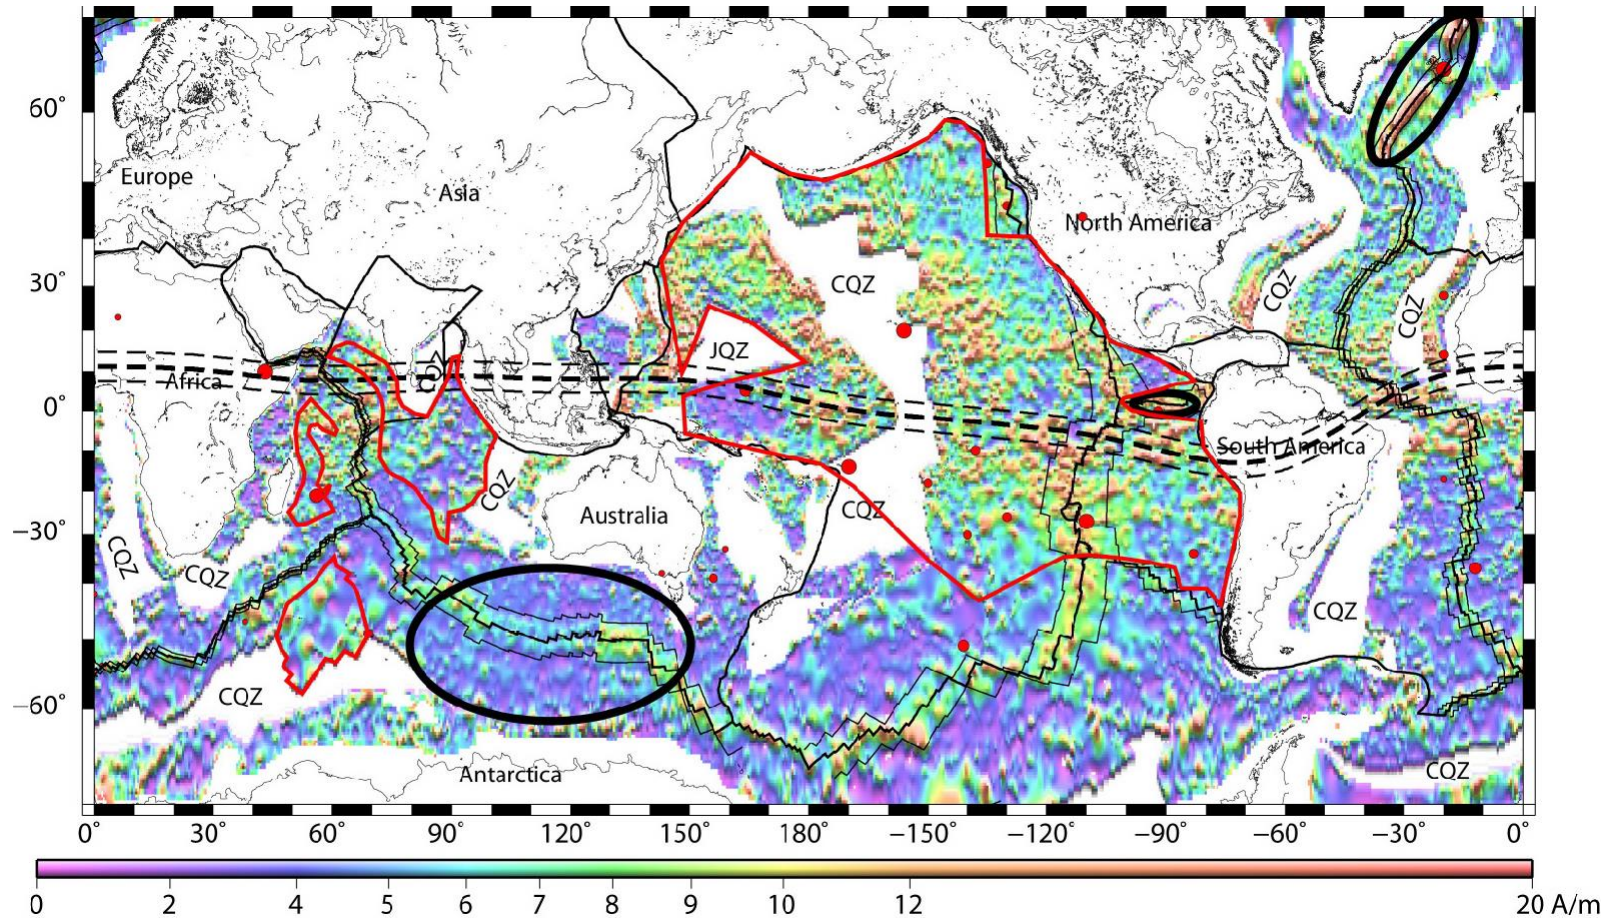 60°
Europe
Asia
North America
30°
CQZ
CQZ
CQZ
JQZ
CQZ
Africa
0°
South America
CQZ
CQZ
Australia
−30°
CQZ
CQZ
CQZ
CQZ
−60°
Antarctica
CQZ
0° 30° 60° 90° 120° 150° 180° −150° −120° −90° −60° −30° 0°
0 2 4 5 6 7 8 9 10 12 20 A/m